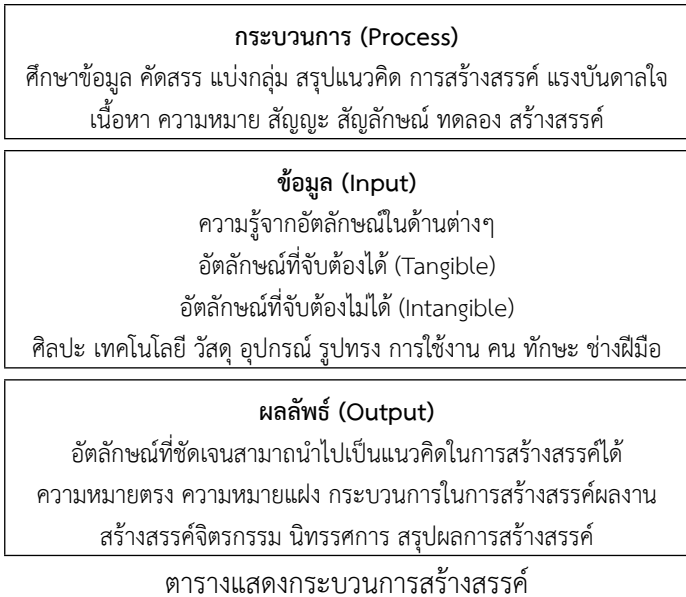 กระบวนการ (Process)
ศึกษาข้อมูล คัดสรร แบ่งกลุ่ม สรุปแนวคิด การสร้างสรรค์ แรงบันดาลใจ
เนื้อหา ความหมาย สัญญะ สัญลักษณ์ ทดลอง สร้างสรรค์
ข้อมูล (Input)
ความรู้จากอัตลักษณ์ในด้านต่างๆ
อัตลักษณ์ที่จับต้องได้ (Tangible)
อัตลักษณ์ที่จับต้องไม่ได้ (Intangible)
ศิลปะ เทคโนโลยี วัสดุ อุปกรณ์ รูปทรง การใช้งาน คน ทักษะ ช่างฝีมือ
ผลลัพธ์ (Output)
อัตลักษณ์ที่ชัดเจนสามาถนำไปเป็นแนวคิดในการสร้างสรรค์ได้
ความหมายตรง ความหมายแฝง กระบวนการในการสร้างสรรค์ผลงาน
สร้างสรรค์จิตรกรรม นิทรรศการ สรุปผลการสร้างสรรค์
ตารางแสดงกระบวนการสร้างสรรค์